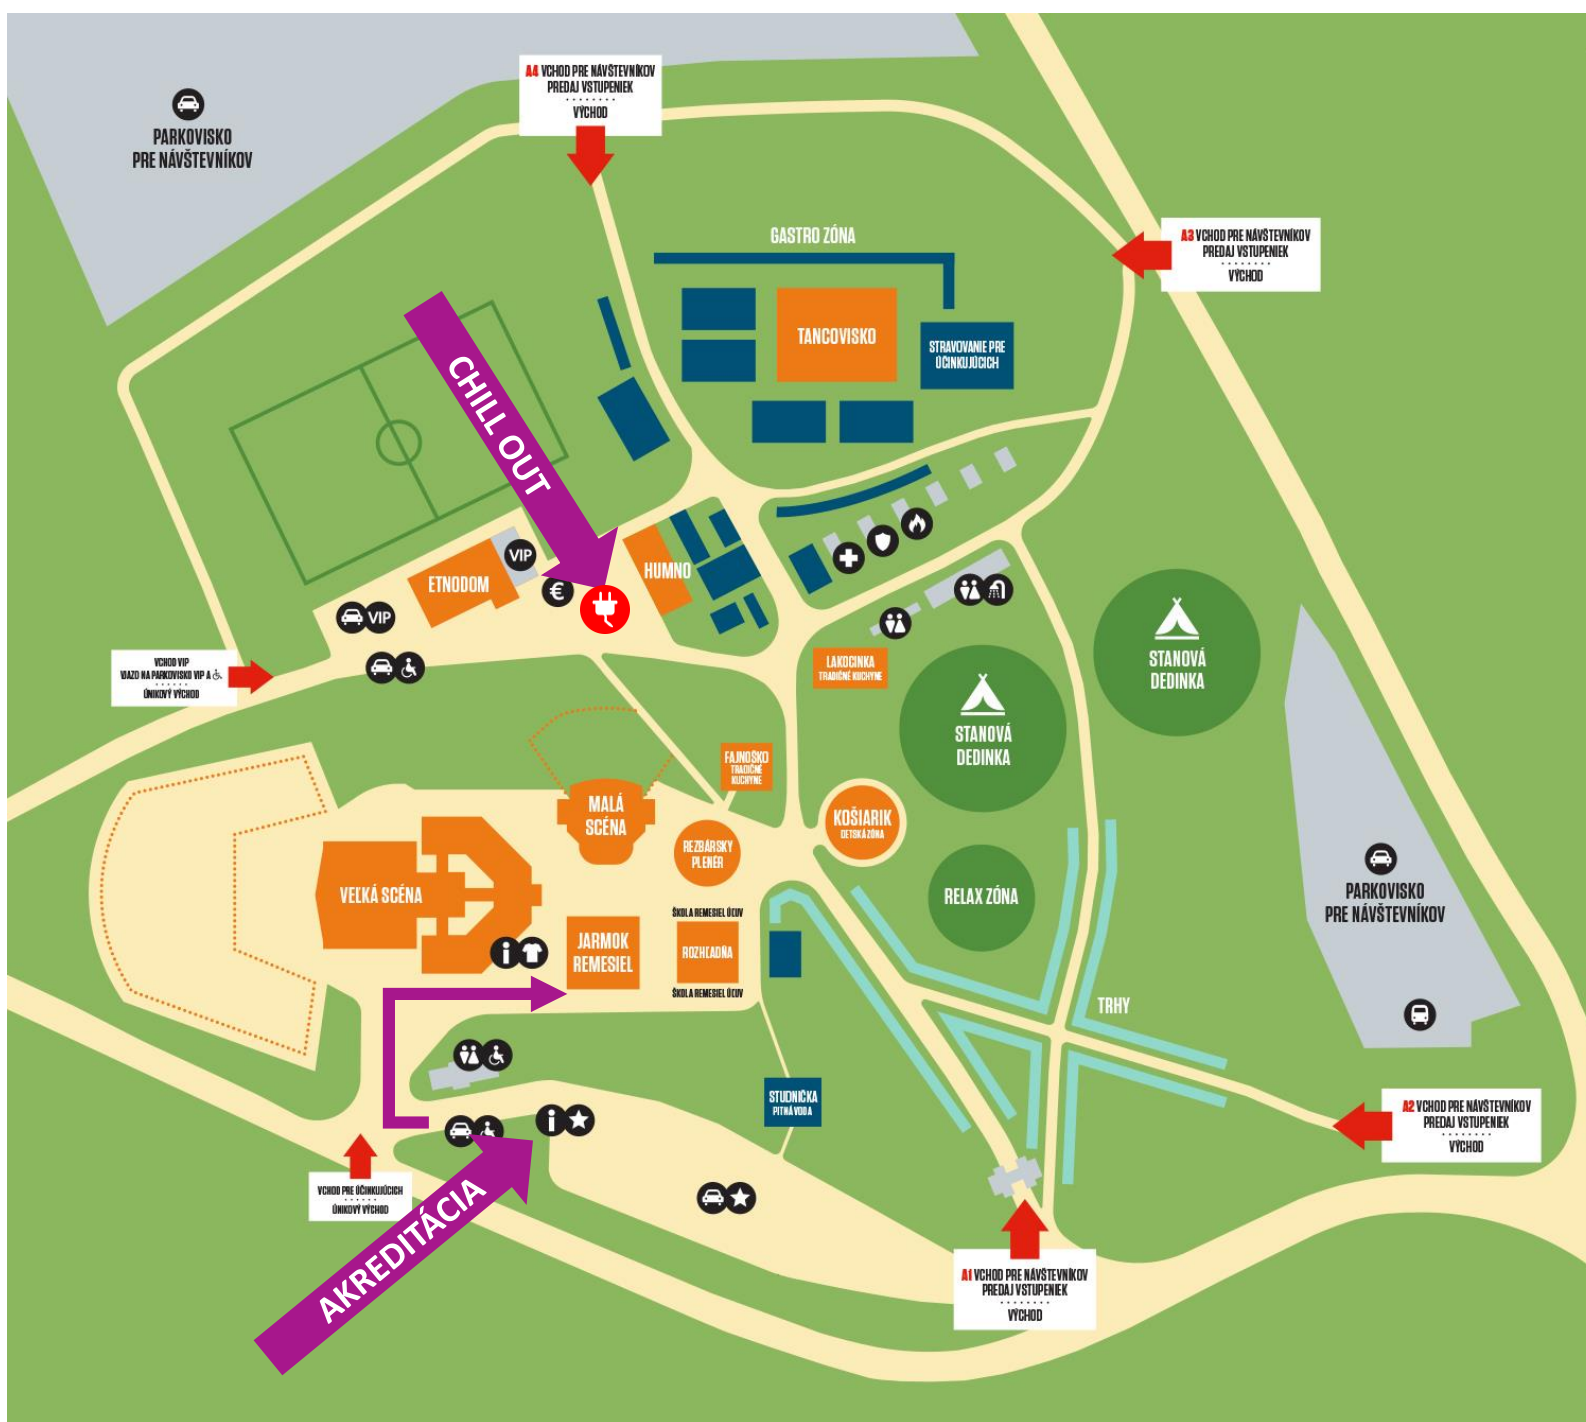 A4 VCHOD PRE NÁVŠTEVNÍKOV
PREDAJ VSTUPENIEK
VÝCHOD
PARKOVISKO
PRE NÁVŠTEVNÍKOV
GASTRO ZÓNA
A3 VCHOD PRE NÁVŠTEVNÍKOV
PREDAJ VSTUPENIEK
VÝCHOD
TANCOVISKO
STRAVOVANIE PRE
ÚČINKUJÚCICH
CHILL OUT
VIP
ETNODOM
€
HUMNO
VIP
VCHOD VIP
VJAZD NA PARKOVISKO VIP A
ÚNIKOVÝ VÝCHOD
LAKOCINKA
TRADIČNÉ KUCHYNE
STANOVÁ
DEDINKA
STANOVÁ
DEDINKA
FAJNOŠKO
TRADIČNÉ
KUCHYNE
MALÁ
SCÉNA
KOŠIARIK
DETSKÁ ZÓNA
REZBÁRSKY
PLENÉR
VEĽKÁ SCÉNA
RELAX ZÓNA
PARKOVISKO
PRE NÁVŠTEVNÍKOV
ŠKOLA REMESIEL ÚĽUV
JARMOK
REMESIEL
ROZHĽADŇA
ŠKOLA REMESIEL ÚĽUV
i
TRHY
STUDNIČKA
PITNÁ VODA
i
A2 VCHOD PRE NÁVŠTEVNÍKOV
PREDAJ VSTUPENIEK
VÝCHOD
VCHOD PRE ÚČINKUJÚCICH
ÚNIKOVÝ VÝCHOD
AKREDITÁCIA
A1 VCHOD PRE NÁVŠTEVNÍKOV
PREDAJ VSTUPENIEK
VÝCHOD